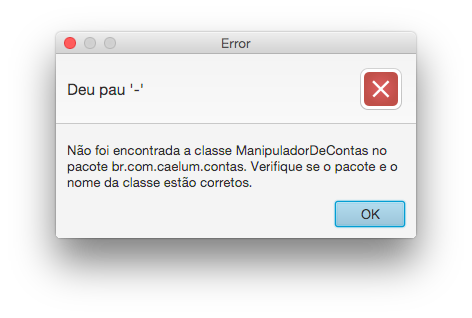 Error
Deu pau '-'
Não foi encontrada a classe ManipuladorDeContas no
pacote br.com.caelum.contas. Verifique se o pacote e o
nome da classe estão corretos.
OK